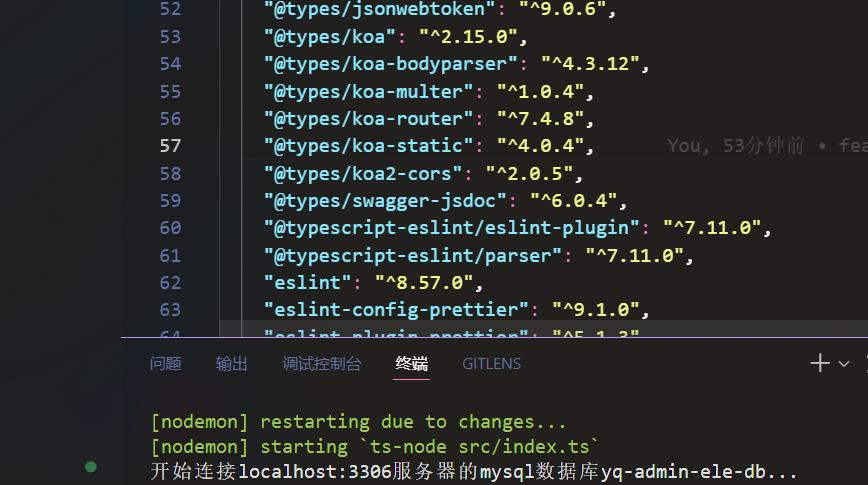 52 "@types/jsonwebtoken": "^9.0.6",
53 "@types/koa": "^2.15.0",
54 "@types/koa-bodyparser": "^4.3.12",
55 "@types/koa-multer": "^1.0.4",
56 "@types/koa-router": "^7.4.8",
57 "@types/koa-static": "^4.0.4", You, 53分钟前 • fea
58 "@types/koa2-cors": "^2.0.5",
59 "@types/swagger-jsdoc": "^6.0.4",
60 "@typescript-eslint/eslint-plugin": "^7.11.0",
61 "@typescript-eslint/parser": "^7.11.0",
62 "eslint": "^8.57.0",
63 "eslint-config-prettier": "^9.1.0",
64 "eslint-plugin-prettier": "^5.1.3"
问题 输出 调试控制台 终端 GITLENS
[nodemon] restarting due to changes...
[nodemon] starting `ts-node src/index.ts`
开始连接localhost:3306服务器的mysql数据库yq-admin-ele-db...